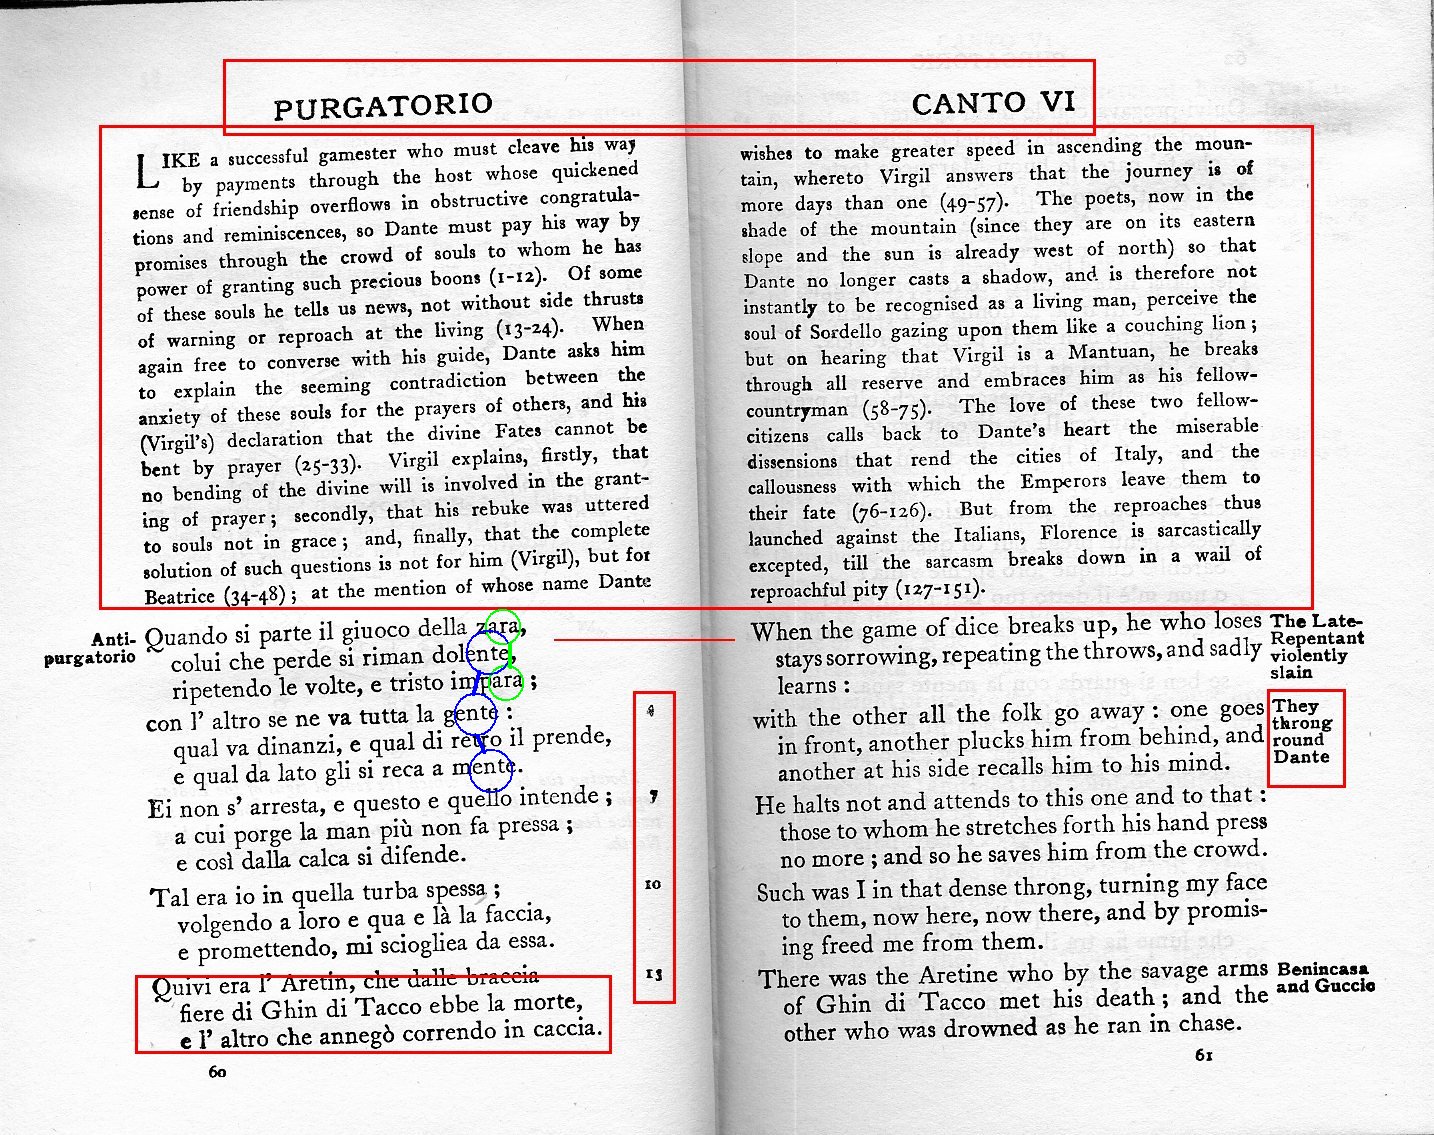 PURGATORIO
LIKE a successful gamester who must cleave his way
by payments through the host whose quickened
sense of friendship overflows in obstructive congratula-
tions and reminiscences, so Dante must pay his way by
promises through the crowd of souls to whom he has
power of granting such precious boons (1-12). Of some
of these souls he tells us news, not without side thrusts
of warning or reproach at the living (13-24). When
again free to converse with his guide, Dante asks him
to explain the seeming contradiction between the
anxiety of these souls for the prayers of others, and his
(Virgil's) declaration that the divine Fates cannot be
bent by prayer (25-33). Virgil explains, firstly, that
no bending of the divine will is involved in the grant-
ing of prayer; secondly, that his rebuke was uttered
to souls not in grace; and, finally, that the complete
solution of such questions is not for him (Virgil), but for
Beatrice (34-48); at the mention of whose name Dante
Anti-
purgatorio
Quando si parte il giuoco della zara,
colui che perde si riman dolente,
ripetendo le volte, e tristo impara;
con l' altro se ne va tutta la gente: 4
qual va dinanzi, e qual di retro il prende,
e qual da lato gli si reca a mente.
Ei non s' arresta, e questo e quello intende; 7
a cui porge la man più non fa pressa;
e così dalla calca si difende.
Tal era io in quella turba spessa; 10
volgendo a loro e qua e là la faccia,
e promettendo, mi sciogliea da essa.
Quivi era l' Aretin, che dalle braccia 13
fiere di Ghin di Tacco ebbe la morte,
e l' altro che annegò correndo in caccia.
60
CANTO VI
wishes to make greater speed in ascending the moun-
tain, whereto Virgil answers that the journey is of
more days than one (49-57). The poets, now in the
shade of the mountain (since they are on its eastern
slope and the sun is already west of north) so that
Dante no longer casts a shadow, and is therefore not
instantly to be recognised as a living man, perceive the
soul of Sordello gazing upon them like a couching lion;
but on hearing that Virgil is a Mantuan, he breaks
through all reserve and embraces him as his fellow-
countryman (58-75). The love of these two fellow-
citizens calls back to Dante's heart the miserable
dissensions that rend the cities of Italy, and the
callousness with which the Emperors leave them to
their fate (76-126). But from the reproaches thus
launched against the Italians, Florence is sarcastically
excepted, till the sarcasm breaks down in a wail of
reproachful pity (127-151).
When the game of dice breaks up, he who loses
stays sorrowing, repeating the throws, and sadly
learns:
The Late-
Repentant
violently
slain
with the other all the folk go away: one goes
in front, another plucks him from behind, and
another at his side recalls him to his mind.
They
throng
round
Dante
He halts not and attends to this one and to that:
those to whom he stretches forth his hand press
no more; and so he saves him from the crowd.
Such was I in that dense throng, turning my face
to them, now here, now there, and by promis-
ing freed me from them.
There was the Aretine who by the savage arms
of Ghin di Tacco met his death; and the
other who was drowned as he ran in chase.
Benincasa
and Guccio
61